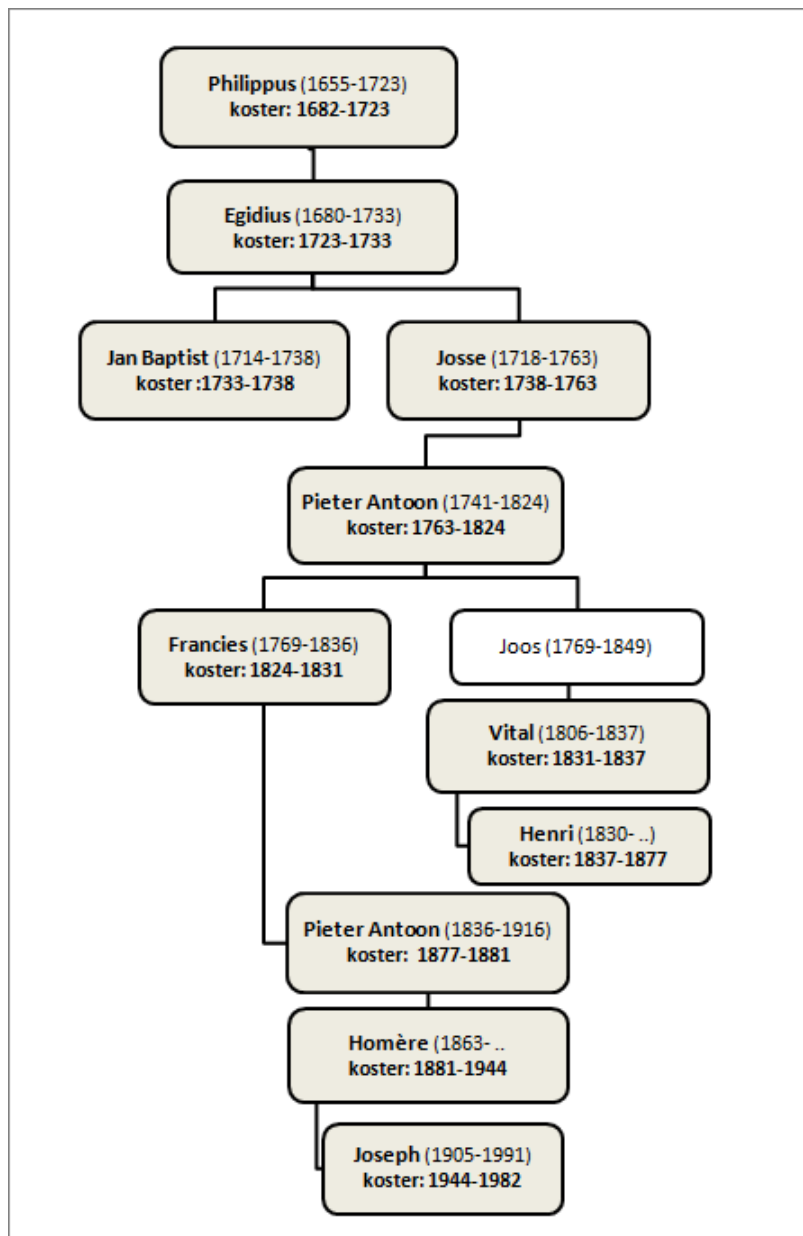 Philippus (1655-1723)
koster: 1682-1723
Egidius (1680-1733)
koster: 1723-1733
Jan Baptist (1714-1738)
koster :1733-1738
Josse (1718-1763)
koster: 1738-1763
Pieter Antoon (1741-1824)
koster: 1763-1824
Francies (1769-1836)
koster: 1824-1831
Joos (1769-1849)
Vital (1806-1837)
koster: 1831-1837
Henri (1830- ..)
koster: 1837-1877
Pieter Antoon (1836-1916)
koster: 1877-1881
Homère (1863- ..
koster: 1881-1944
Joseph (1905-1991)
koster: 1944-1982